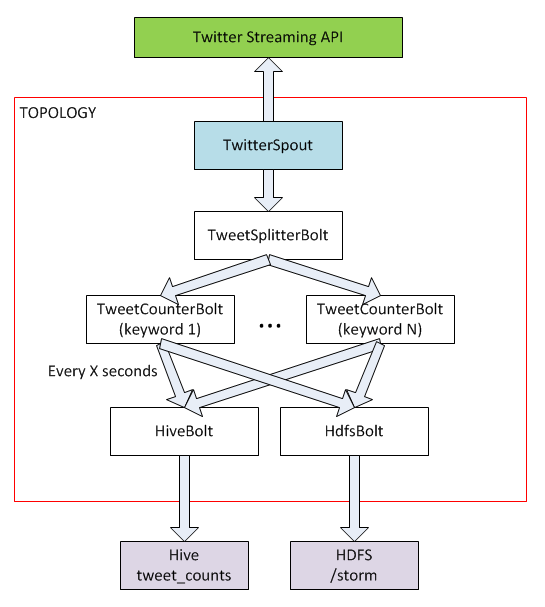 Twitter Streaming API
TOPOLOGY
TwitterSpout
TweetSplitterBolt
TweetCounterBolt
(keyword 1)
...
TweetCounterBolt
(keyword N)
Every X seconds
HiveBolt
HdfsBolt
Hive
tweet_counts
HDFS
/storm